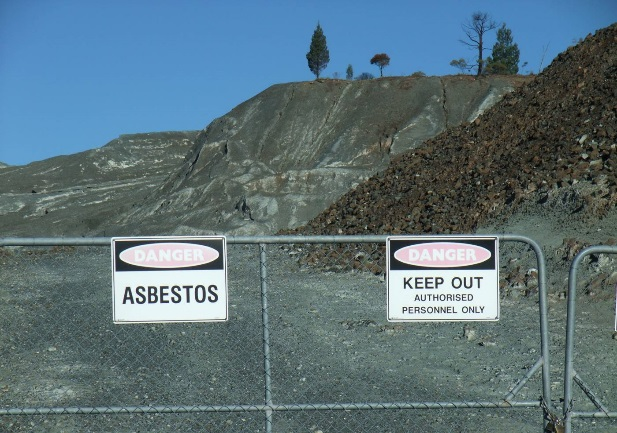 DANGER
ASBESTOS
DANGER
KEEP OUT
AUTHORISED
PERSONNEL ONLY